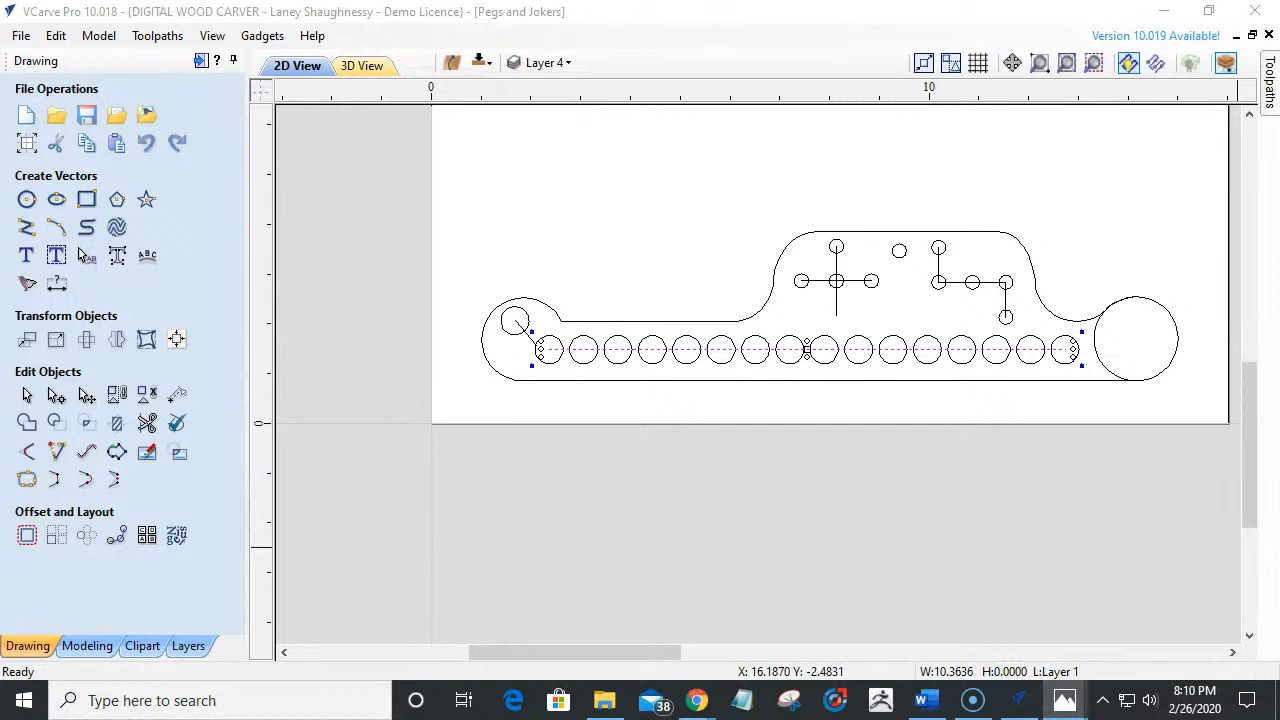 VCarve Pro 10.018 - {DIGITAL WOOD CARVER - Laney Shaughnessy - Demo Licence} - [Pegs and Jokers]
File Edit Model Toolpaths View Gadgets Help Version 10.019 Available!
Drawing ? 2D View 3D View Layer 4
Toolpaths
File Operations
0 10
Create Vectors
T T T ABC
ABC
Transform Objects
Edit Objects
0
Offset and Layout
Drawing Modeling Clipart Layers
Ready X: 16.1870 Y: -2.4831 W:10.3636 H:0.0000 L:Layer 1
Type here to search 38 8:10 PM
2/26/2020